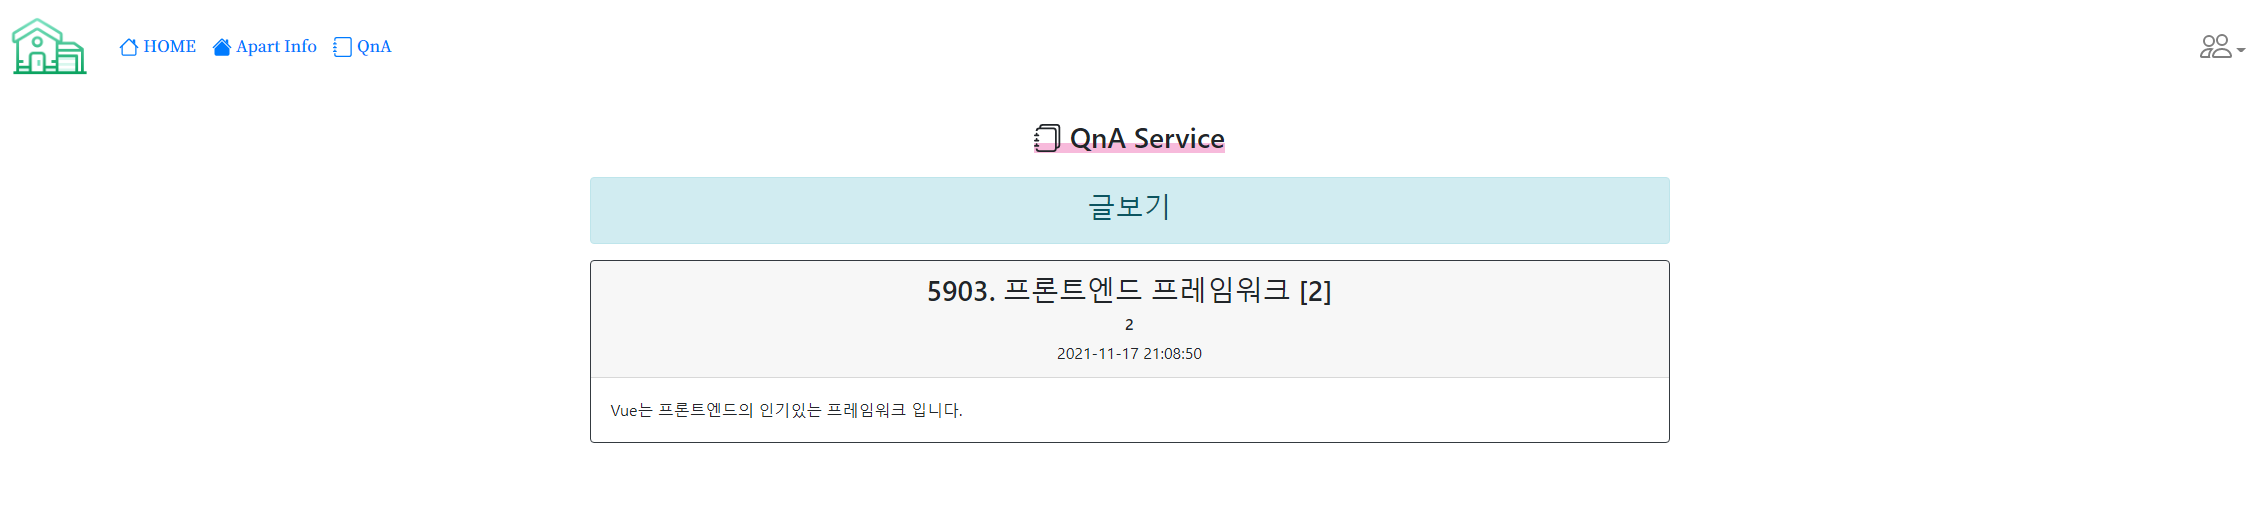 HOME Apart Info QnA
QnA Service
글보기
5903. 프론트엔드 프레임워크 [2]
2
2021-11-17 21:08:50
Vue는 프론트엔드의 인기있는 프레임워크 입니다.